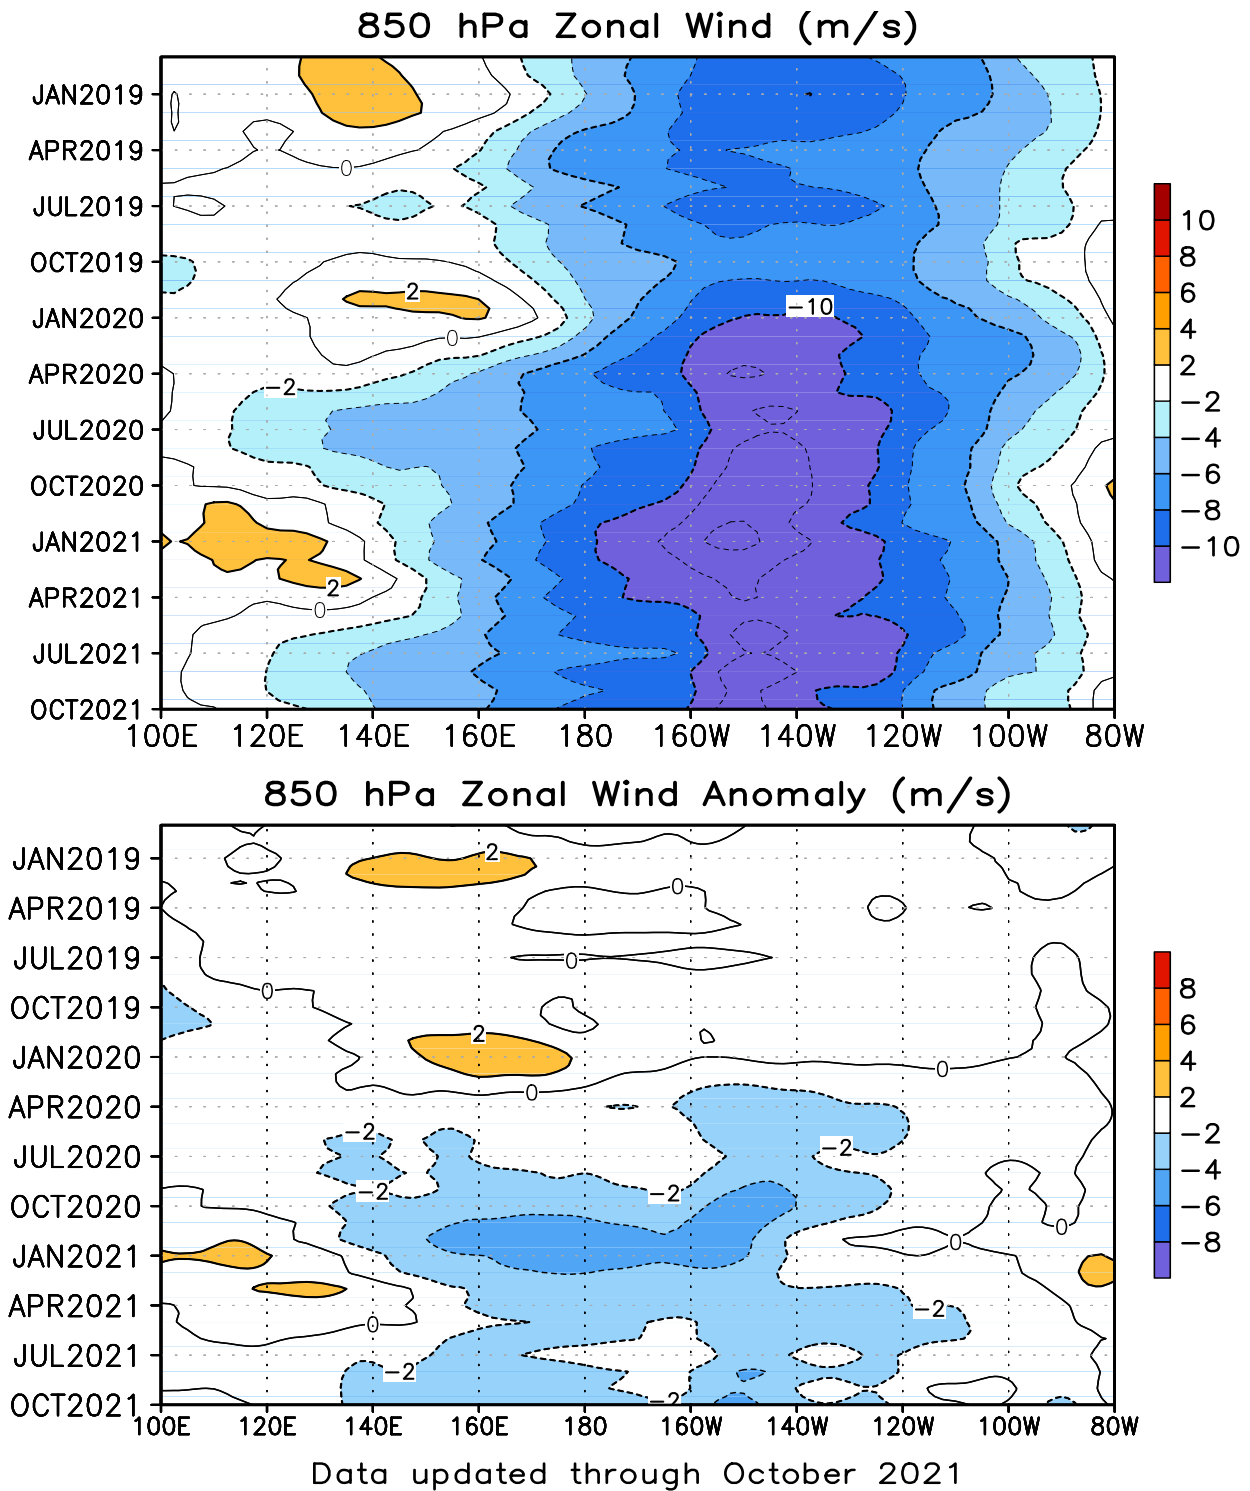 850 hPa Zonal Wind (m/s)
JAN2019
APR2019
JUL2019
OCT2019
JAN2020
APR2020
JUL2020
OCT2020
JAN2021
APR2021
JUL2021
OCT2021
0
2
−10
0
−2
2
0
100E 120E 140E 160E 180 160W 140W 120W 100W 80W
10
8
6
4
2
−2
−4
−6
−8
−10
850 hPa Zonal Wind Anomaly (m/s)
JAN2019
APR2019
JUL2019
OCT2019
JAN2020
APR2020
JUL2020
OCT2020
JAN2021
APR2021
JUL2021
OCT2021
2
0
0
0
2
0
0
−2
−2
−2
−2
0
0
−2
0
−2
−2
100E 120E 140E 160E 180 160W 140W 120W 100W 80W
8
6
4
2
−2
−4
−6
−8
Data updated through October 2021